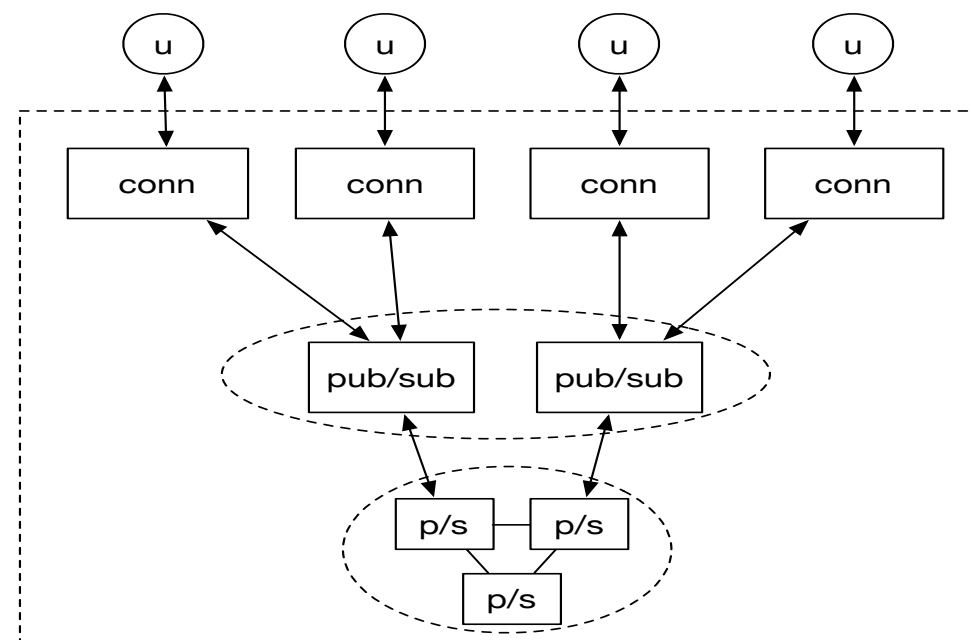 u u u u
conn conn conn conn
pub/sub pub/sub
p/s p/s
p/s